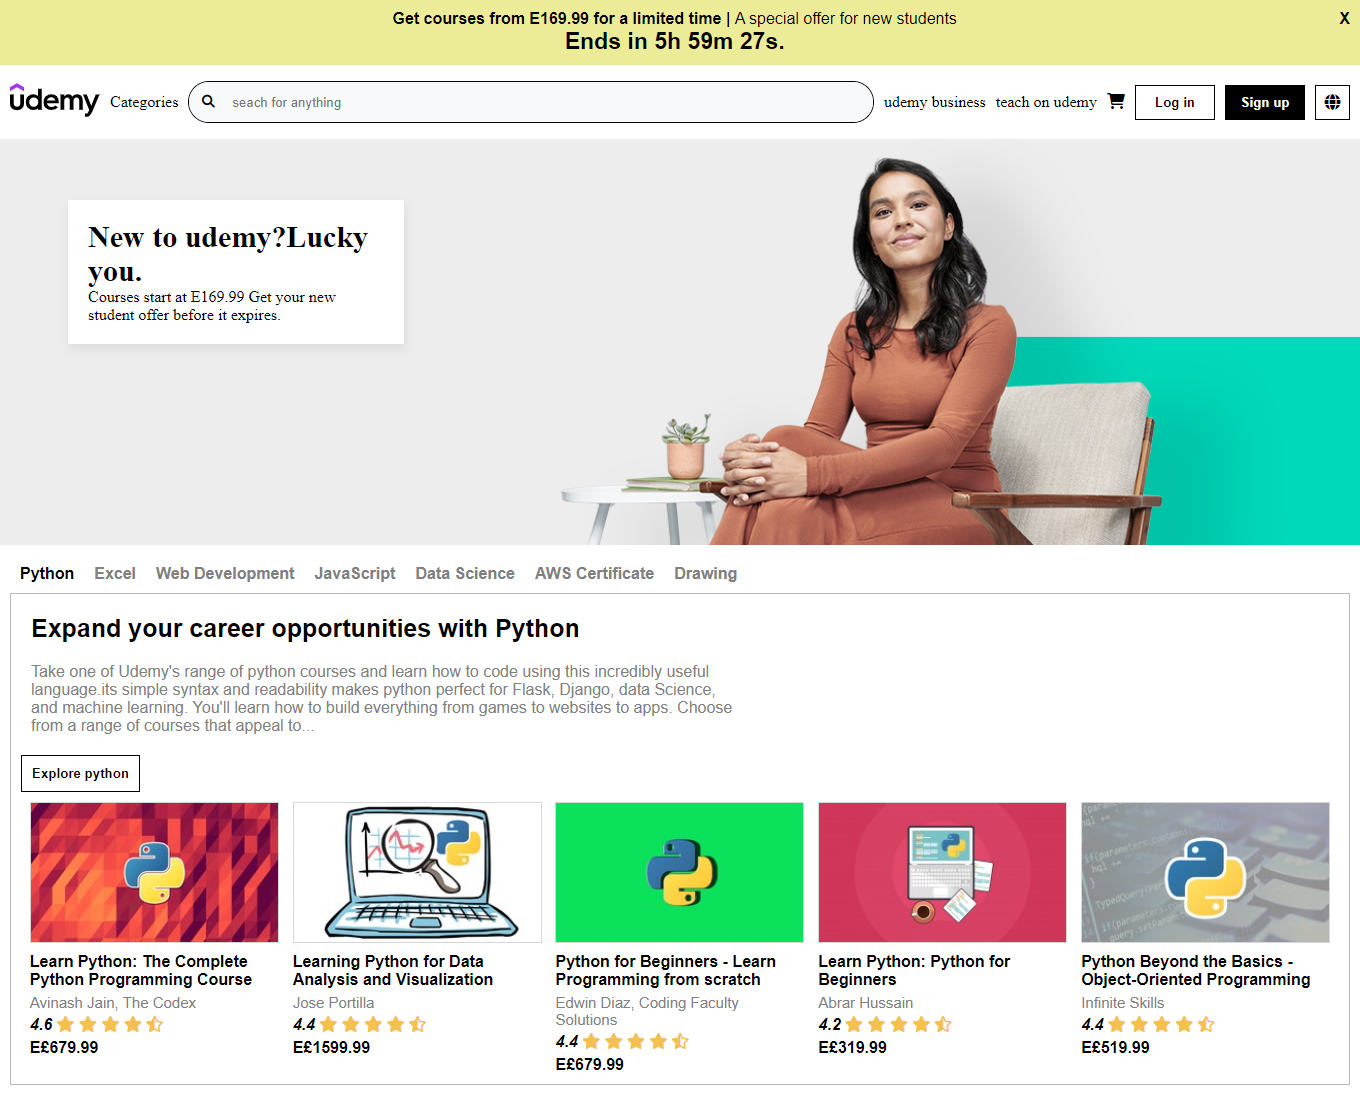 Get courses from E169.99 for a limited time | A special offer for new students
X
Ends in 5h 59m 27s.
udemy
Categories
seach for anything
udemy business
teach on udemy
Log in
Sign up
New to udemy?Lucky
you.
Courses start at E169.99 Get your new
student offer before it expires.
Python
Excel
Web Development
JavaScript
Data Science
AWS Certificate
Drawing
Expand your career opportunities with Python
Take one of Udemy's range of python courses and learn how to code using this incredibly useful
language.its simple syntax and readability makes python perfect for Flask, Django, data Science,
and machine learning. You'll learn how to build everything from games to websites to apps. Choose
from a range of courses that appeal to...
Explore python
Learn Python: The Complete
Python Programming Course
Avinash Jain, The Codex
4.6
E£679.99
Learning Python for Data
Analysis and Visualization
Jose Portilla
4.4
E£1599.99
Python for Beginners - Learn
Programming from scratch
Edwin Diaz, Coding Faculty
Solutions
4.4
E£679.99
Learn Python: Python for
Beginners
Abrar Hussain
4.2
E£319.99
Python Beyond the Basics -
Object-Oriented Programming
Infinite Skills
4.4
E£519.99